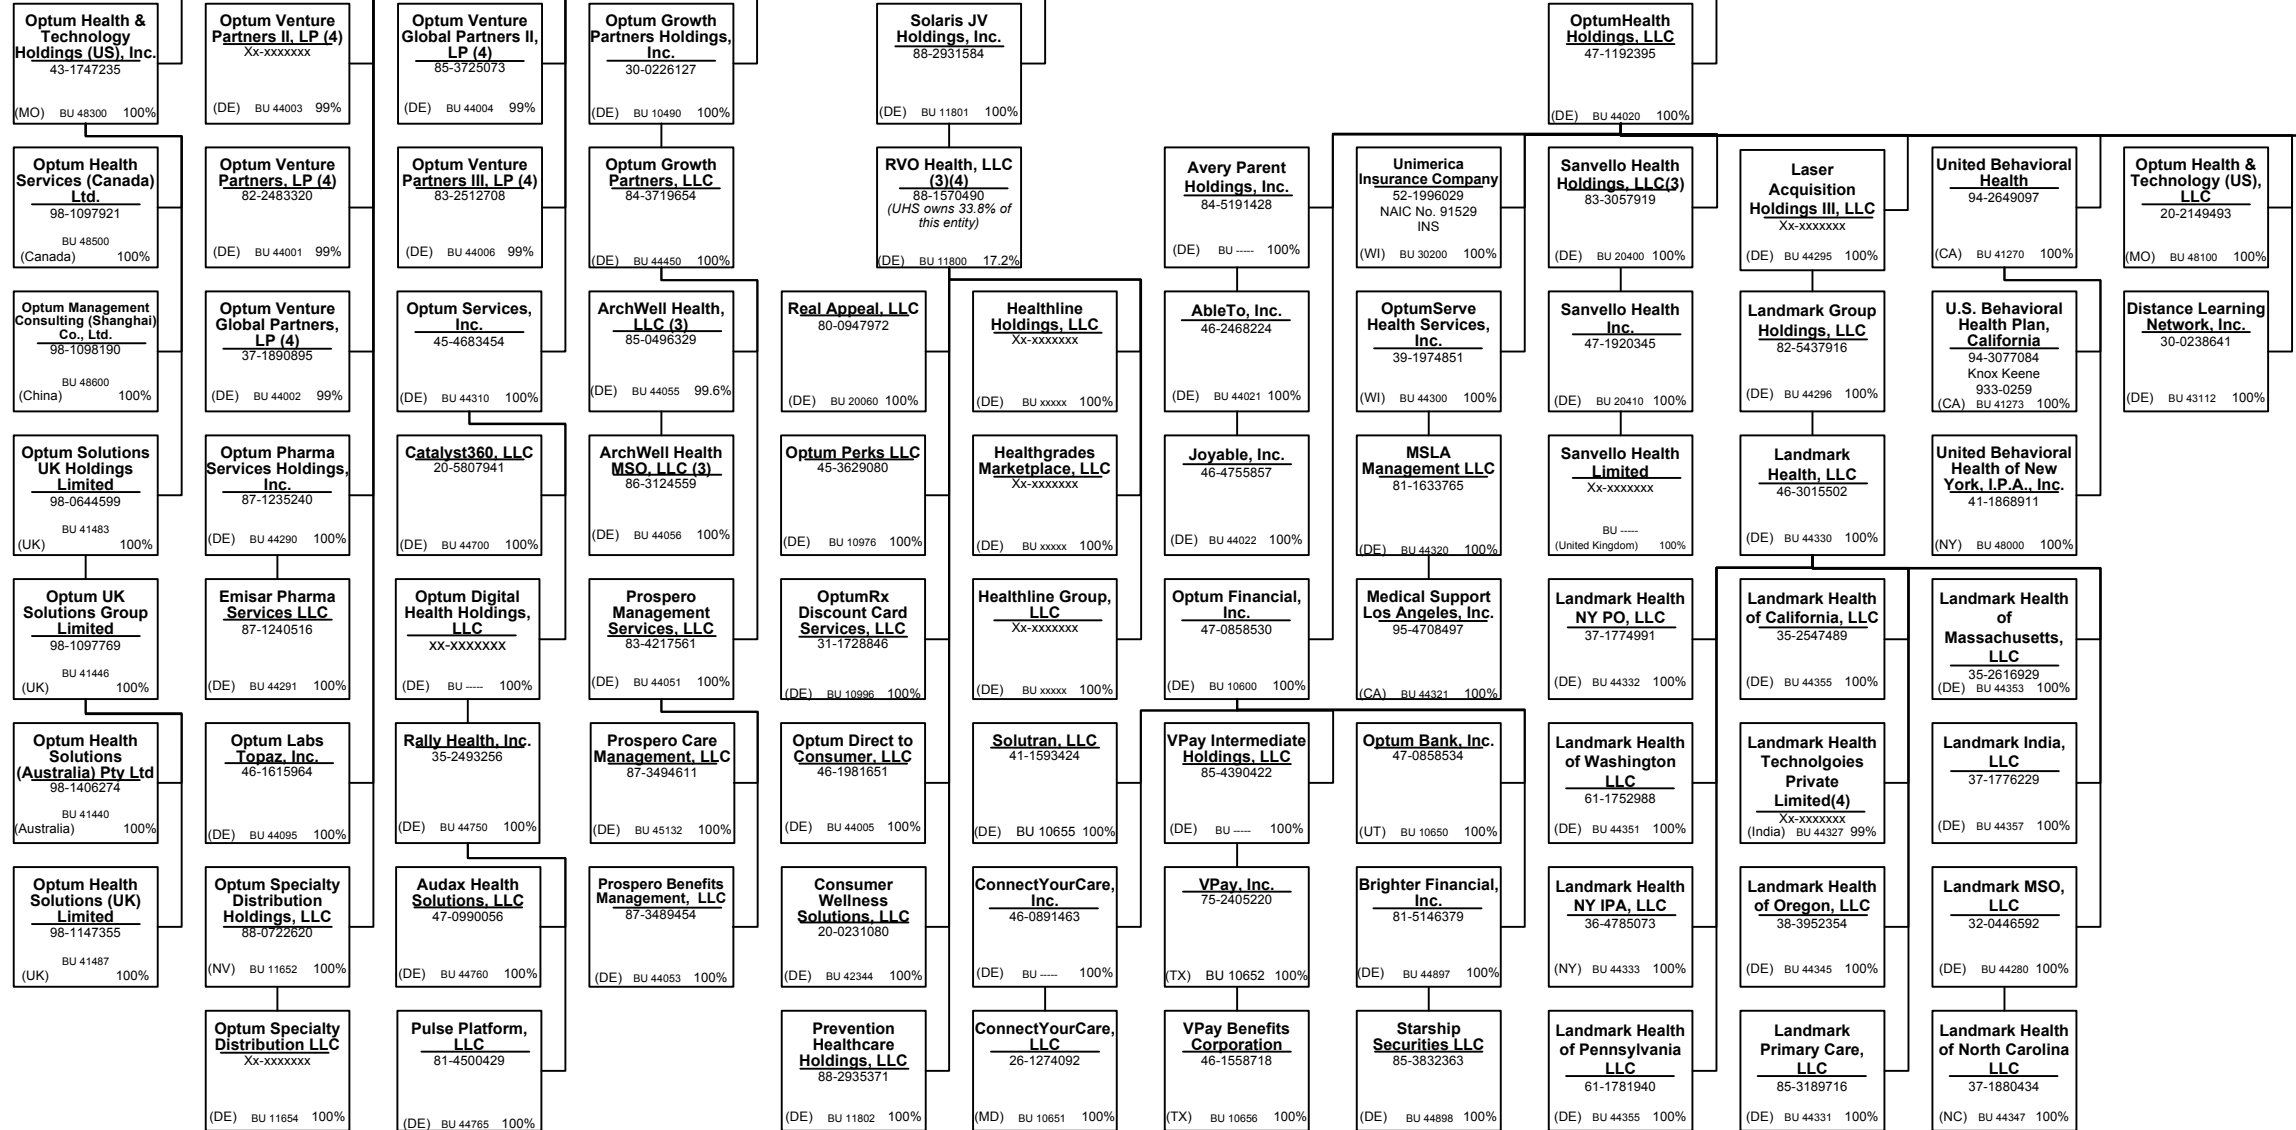 Optum Health &
Technology
Holdings (US), Inc.
43-1747235
(MO) BU 48300 100%
Optum Venture
Partners II, LP (4)
Xx-xxxxxxx
(DE) BU 44003 99%
Optum Venture
Global Partners II,
LP (4)
85-3725073
(DE) BU 44004 99%
Optum Growth
Partners Holdings,
Inc.
30-0226127
(DE) BU 10490 100%
Solaris JV
Holdings, Inc.
88-2931584
(DE) BU 11801 100%
OptumHealth
Holdings, LLC
47-1192395
(DE) BU 44020 100%
Optum Health
Services (Canada)
Ltd.
98-1097921
BU 48500
(Canada) 100%
Optum Venture
Partners, LP (4)
82-2483320
(DE) BU 44001 99%
Optum Venture
Partners III, LP (4)
83-2512708
(DE) BU 44006 99%
Optum Growth
Partners, LLC
84-3719654
(DE) BU 44450 100%
RVO Health, LLC
(3)(4)
88-1570490
(UHS owns 33.8% of
this entity)
(DE) BU 11800 17.2%
Avery Parent
Holdings, Inc.
84-5191428
(DE) BU ----- 100%
Unimerica
Insurance Company
52-1996029
NAIC No. 91529
INS
(WI) BU 30200 100%
Sanvello Health
Holdings, LLC(3)
83-3057919
(DE) BU 20400 100%
Laser
Acquisition
Holdings III, LLC
Xx-xxxxxxx
(DE) BU 44295 100%
United Behavioral
Health
94-2649097
(CA) BU 41270 100%
Optum Health &
Technology (US),
LLC
20-2149493
(MO) BU 48100 100%
Optum Management
Consulting (Shanghai)
Co., Ltd.
98-1098190
BU 48600
(China) 100%
Optum Venture
Global Partners,
LP (4)
37-1890895
(DE) BU 44002 99%
Optum Services,
Inc.
45-4683454
(DE) BU 44310 100%
ArchWell Health,
LLC (3)
85-0496329
(DE) BU 44055 99.6%
Real Appeal, LLC
80-0947972
(DE) BU 20060 100%
Healthline
Holdings, LLC
Xx-xxxxxxx
(DE) BU xxxxx 100%
AbleTo, Inc.
46-2468224
(DE) BU 44021 100%
OptumServe
Health Services,
Inc.
39-1974851
(WI) BU 44300 100%
Sanvello Health
Inc.
47-1920345
(DE) BU 20410 100%
Landmark Group
Holdings, LLC
82-5437916
(DE) BU 44296 100%
U.S. Behavioral
Health Plan,
California
94-3077084
Knox Keene
933-0259
(CA) BU 41273 100%
Distance Learning
Network, Inc.
30-0238641
(DE) BU 43112 100%
Optum Solutions
UK Holdings
Limited
98-0644599
BU 41483
(UK) 100%
Optum Pharma
Services Holdings,
Inc.
87-1235240
(DE) BU 44290 100%
Catalyst360, LLC
20-5807941
(DE) BU 44700 100%
ArchWell Health
MSO, LLC (3)
86-3124559
(DE) BU 44056 100%
Optum Perks LLC
45-3629080
(DE) BU 10976 100%
Healthgrades
Marketplace, LLC
Xx-xxxxxxx
(DE) BU xxxxx 100%
Joyable, Inc.
46-4755857
(DE) BU 44022 100%
MSLA
Management LLC
81-1633765
(DE) BU 44320 100%
Sanvello Health
Limited
Xx-xxxxxxx
BU -----
(United Kingdom) 100%
Landmark
Health, LLC
46-3015502
(DE) BU 44330 100%
United Behavioral
Health of New
York, I.P.A., Inc.
41-1868911
(NY) BU 48000 100%
Optum UK
Solutions Group
Limited
98-1097769
BU 41446
(UK) 100%
Emisar Pharma
Services LLC
87-1240516
(DE) BU 44291 100%
Optum Digital
Health Holdings,
LLC
xx-xxxxxxx
(DE) BU ----- 100%
Prospero
Management
Services, LLC
83-4217561
(DE) BU 44051 100%
OptumRx
Discount Card
Services, LLC
31-1728846
(DE) BU 10996 100%
Healthline Group,
LLC
Xx-xxxxxxx
(DE) BU xxxxx 100%
Optum Financial,
Inc.
47-0858530
(DE) BU 10600 100%
Medical Support
Los Angeles, Inc.
95-4708497
(CA) BU 44321 100%
Landmark Health
NY PO, LLC
37-1774991
(DE) BU 44332 100%
Landmark Health
of California, LLC
35-2547489
(DE) BU 44355 100%
Landmark Health
of
Massachusetts,
LLC
35-2616929
(DE) BU 44353 100%
Optum Health
Solutions
(Australia) Pty Ltd
98-1406274
BU 41440
(Australia) 100%
Optum Labs
Topaz, Inc.
46-1615964
(DE) BU 44095 100%
Rally Health, Inc.
35-2493256
(DE) BU 44750 100%
Prospero Care
Management, LLC
87-3494611
(DE) BU 45132 100%
Optum Direct to
Consumer, LLC
46-1981651
(DE) BU 44005 100%
Solutran, LLC
41-1593424
(DE) BU 10655 100%
VPay Intermediate
Holdings, LLC
85-4390422
(DE) BU ----- 100%
Optum Bank, Inc.
47-0858534
(UT) BU 10650 100%
Landmark Health
of Washington
LLC
61-1752988
(DE) BU 44351 100%
Landmark Health
Technolgoies
Private
Limited(4)
Xx-xxxxxxx
(India) BU 44327 99%
Landmark India,
LLC
37-1776229
(DE) BU 44357 100%
Optum Health
Solutions (UK)
Limited
98-1147355
BU 41487
(UK) 100%
Optum Specialty
Distribution
Holdings, LLC
88-0722620
(NV) BU 11652 100%
Audax Health
Solutions, LLC
47-0990056
(DE) BU 44760 100%
Prospero Benefits
Management, LLC
87-3489454
(DE) BU 44053 100%
Consumer
Wellness
Solutions, LLC
20-0231080
(DE) BU 42344 100%
ConnectYourCare,
Inc.
46-0891463
(DE) BU ----- 100%
VPay, Inc.
75-2405220
(TX) BU 10652 100%
Brighter Financial,
Inc.
81-5146379
(DE) BU 44897 100%
Landmark Health
NY IPA, LLC
36-4785073
(NY) BU 44333 100%
Landmark Health
of Oregon, LLC
38-3952354
(DE) BU 44345 100%
Landmark MSO,
LLC
32-0446592
(DE) BU 44280 100%
Optum Specialty
Distribution LLC
Xx-xxxxxxx
(DE) BU 11654 100%
Pulse Platform,
LLC
81-4500429
(DE) BU 44765 100%
Prevention
Healthcare
Holdings, LLC
88-2935371
(DE) BU 11802 100%
ConnectYourCare,
LLC
26-1274092
(MD) BU 10651 100%
VPay Benefits
Corporation
46-1558718
(TX) BU 10656 100%
Starship
Securities LLC
85-3832363
(DE) BU 44898 100%
Landmark Health
of Pennsylvania
LLC
61-1781940
(DE) BU 44355 100%
Landmark
Primary Care,
LLC
85-3189716
(DE) BU 44331 100%
Landmark Health
of North Carolina
LLC
37-1880434
(NC) BU 44347 100%